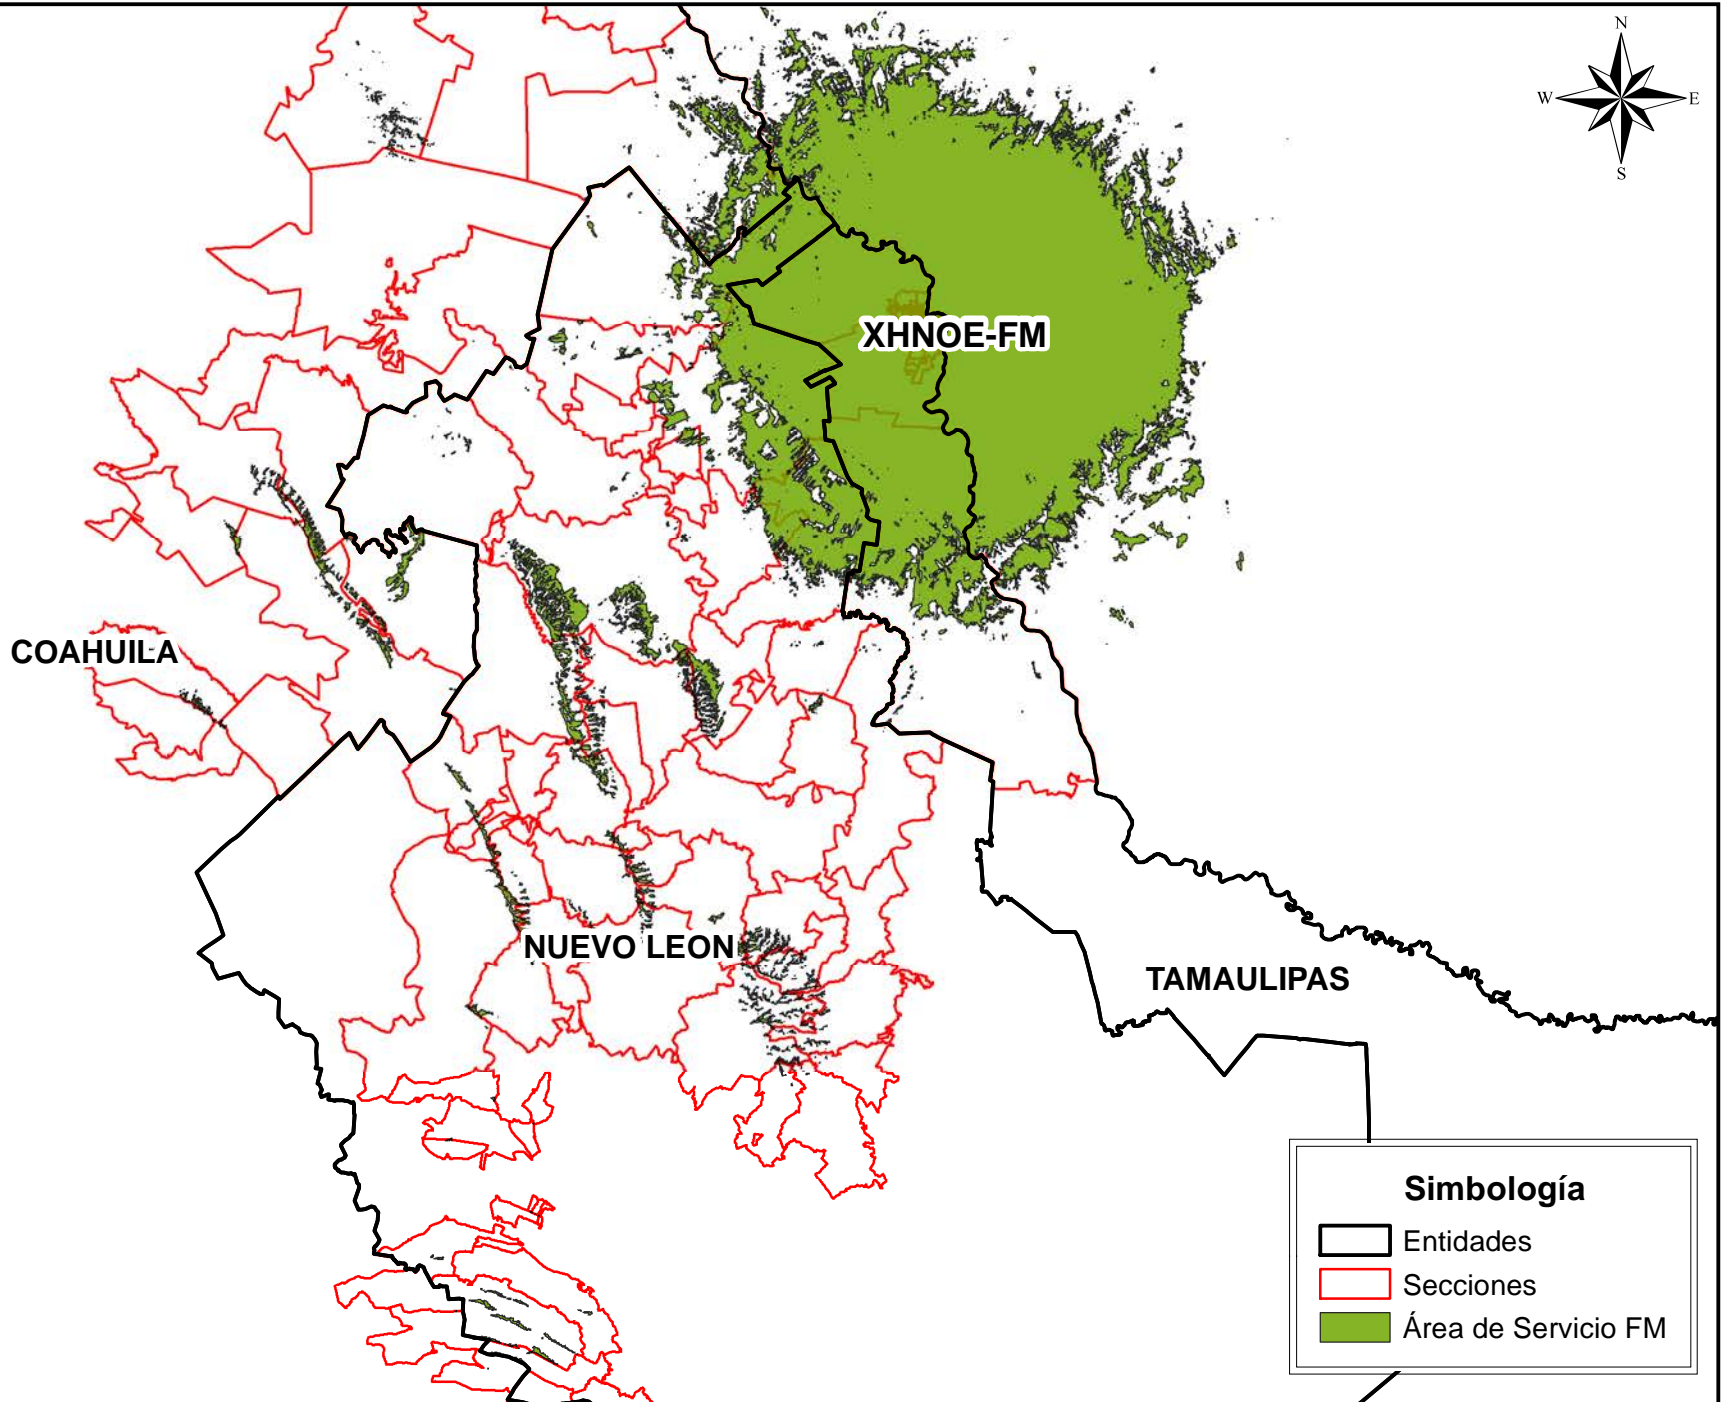 N
W
E
S
XHNOE-FM
COAHUILA
NUEVO LEON
TAMAULIPAS
Simbología
Entidades
Secciones
Área de Servicio FM